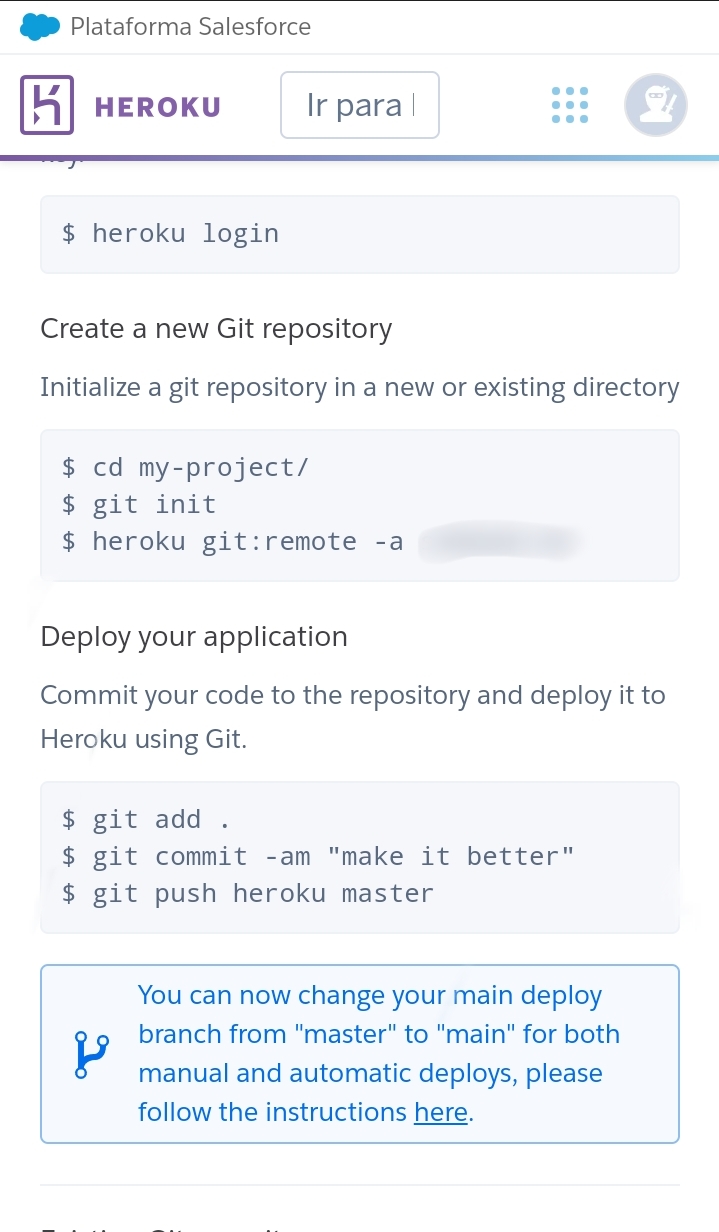 Plataforma Salesforce
HEROKU
Ir para
$ heroku login
Create a new Git repository
Initialize a git repository in a new or existing directory
$ cd my-project/
$ git init
$ heroku git:remote -a
Deploy your application
Commit your code to the repository and deploy it to
Heroku using Git.
$ git add .
$ git commit -am "make it better"
$ git push heroku master
You can now change your main deploy
branch from "master" to "main" for both
manual and automatic deploys, please
follow the instructions here.